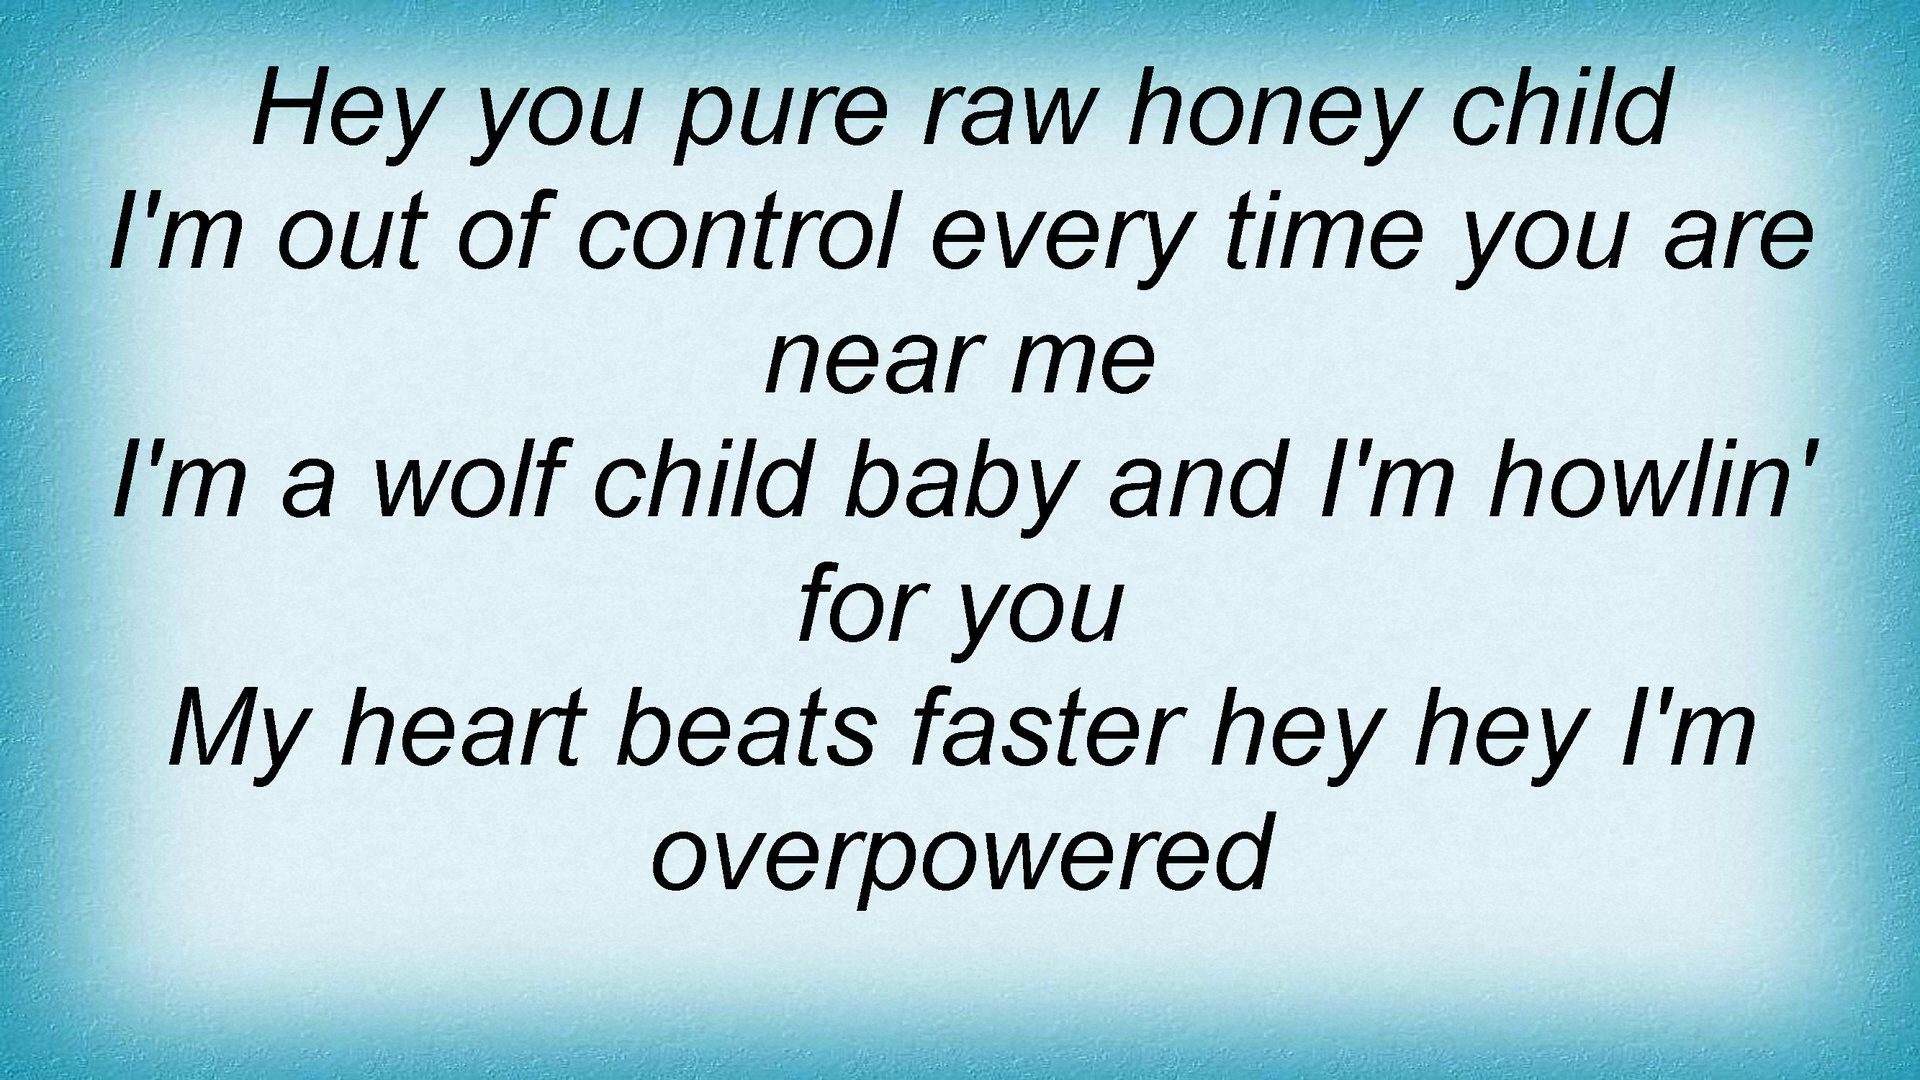 Hey you pure raw honey child
I'm out of control every time you are
near me
I'm a wolf child baby and I'm howlin'
for you
My heart beats faster hey hey I'm
overpowered